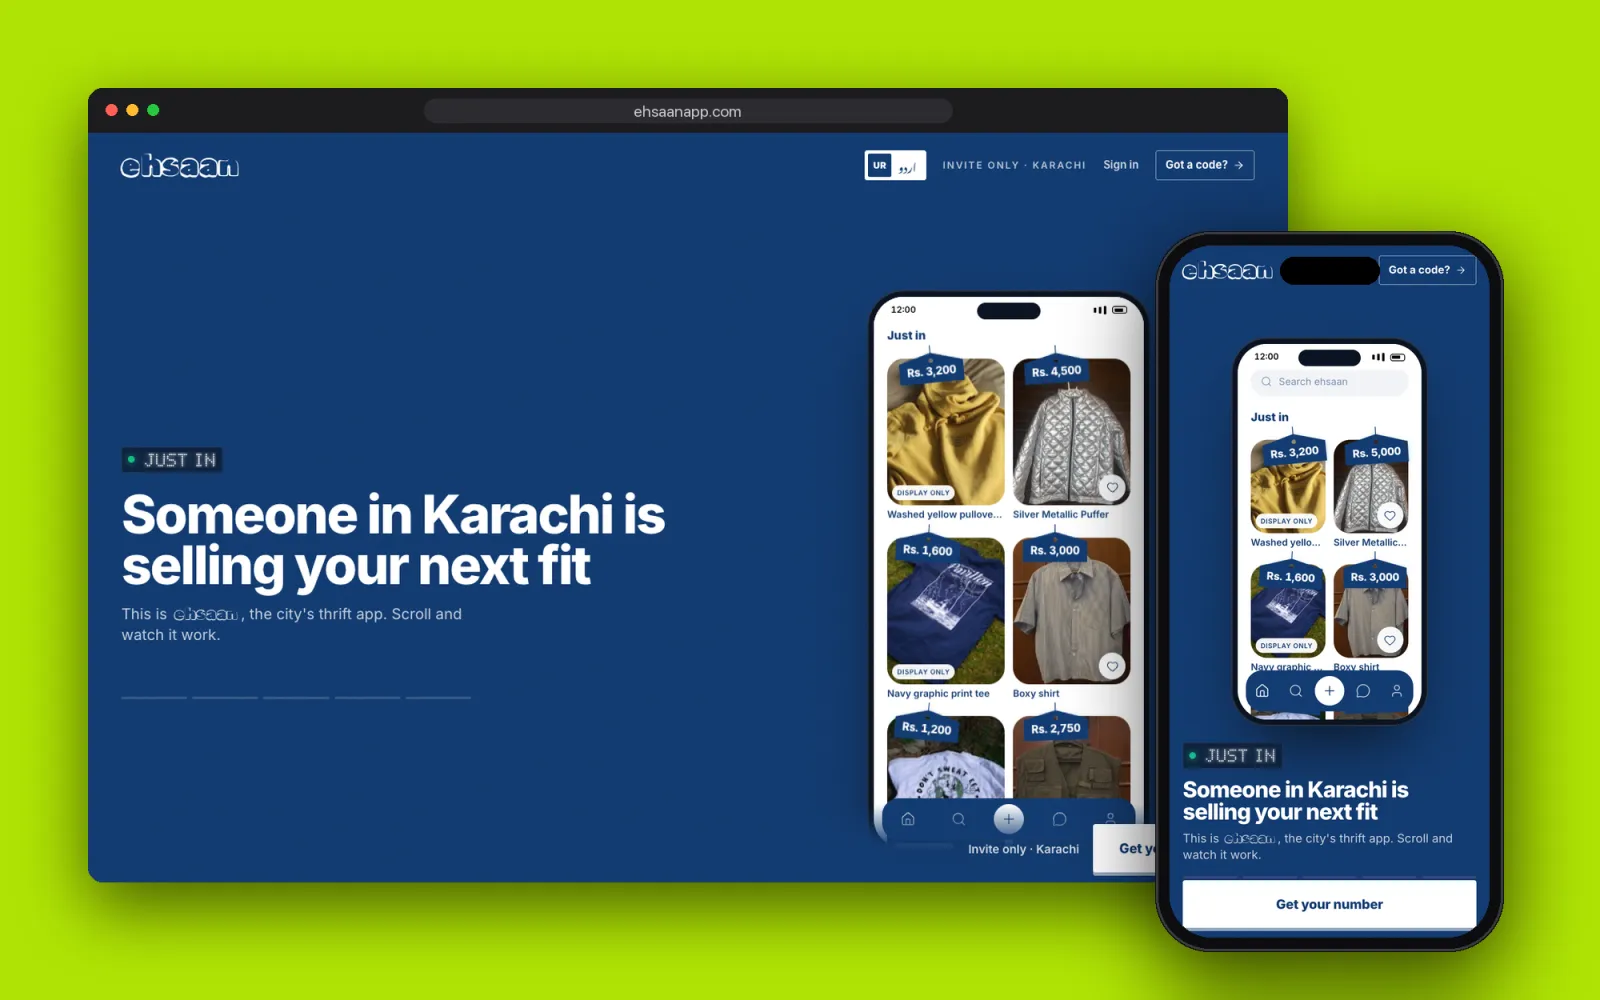 ehsaanapp.com
ehsaan
UR اردو
INVITE ONLY · KARACHI
Sign in
Got a code? →
JUST IN
Someone in Karachi is
selling your next fit
This is ehsaan, the city's thrift app. Scroll and
watch it work.
12:00
Just in
Rs. 3,200
Rs. 4,500
DISPLAY ONLY
Washed yellow pullove...
Silver Metallic Puffer
Rs. 1,600
Rs. 3,000
DISPLAY ONLY
Navy graphic print tee
Boxy shirt
Rs. 1,200
Rs. 2,750
DON'T SWEAT
Invite only · Karachi
Get yo
ehsaan
Got a code? →
12:00
Search ehsaan
Just in
Rs. 3,200
Rs. 5,000
DISPLAY ONLY
Washed yello...
Silver Metallic...
Rs. 1,600
Rs. 3,000
DISPLAY ONLY
Navy graphic ...
Boxy shirt
JUST IN
Someone in Karachi is
selling your next fit
This is ehsaan, the city's thrift app. Scroll and
watch it work.
Get your number